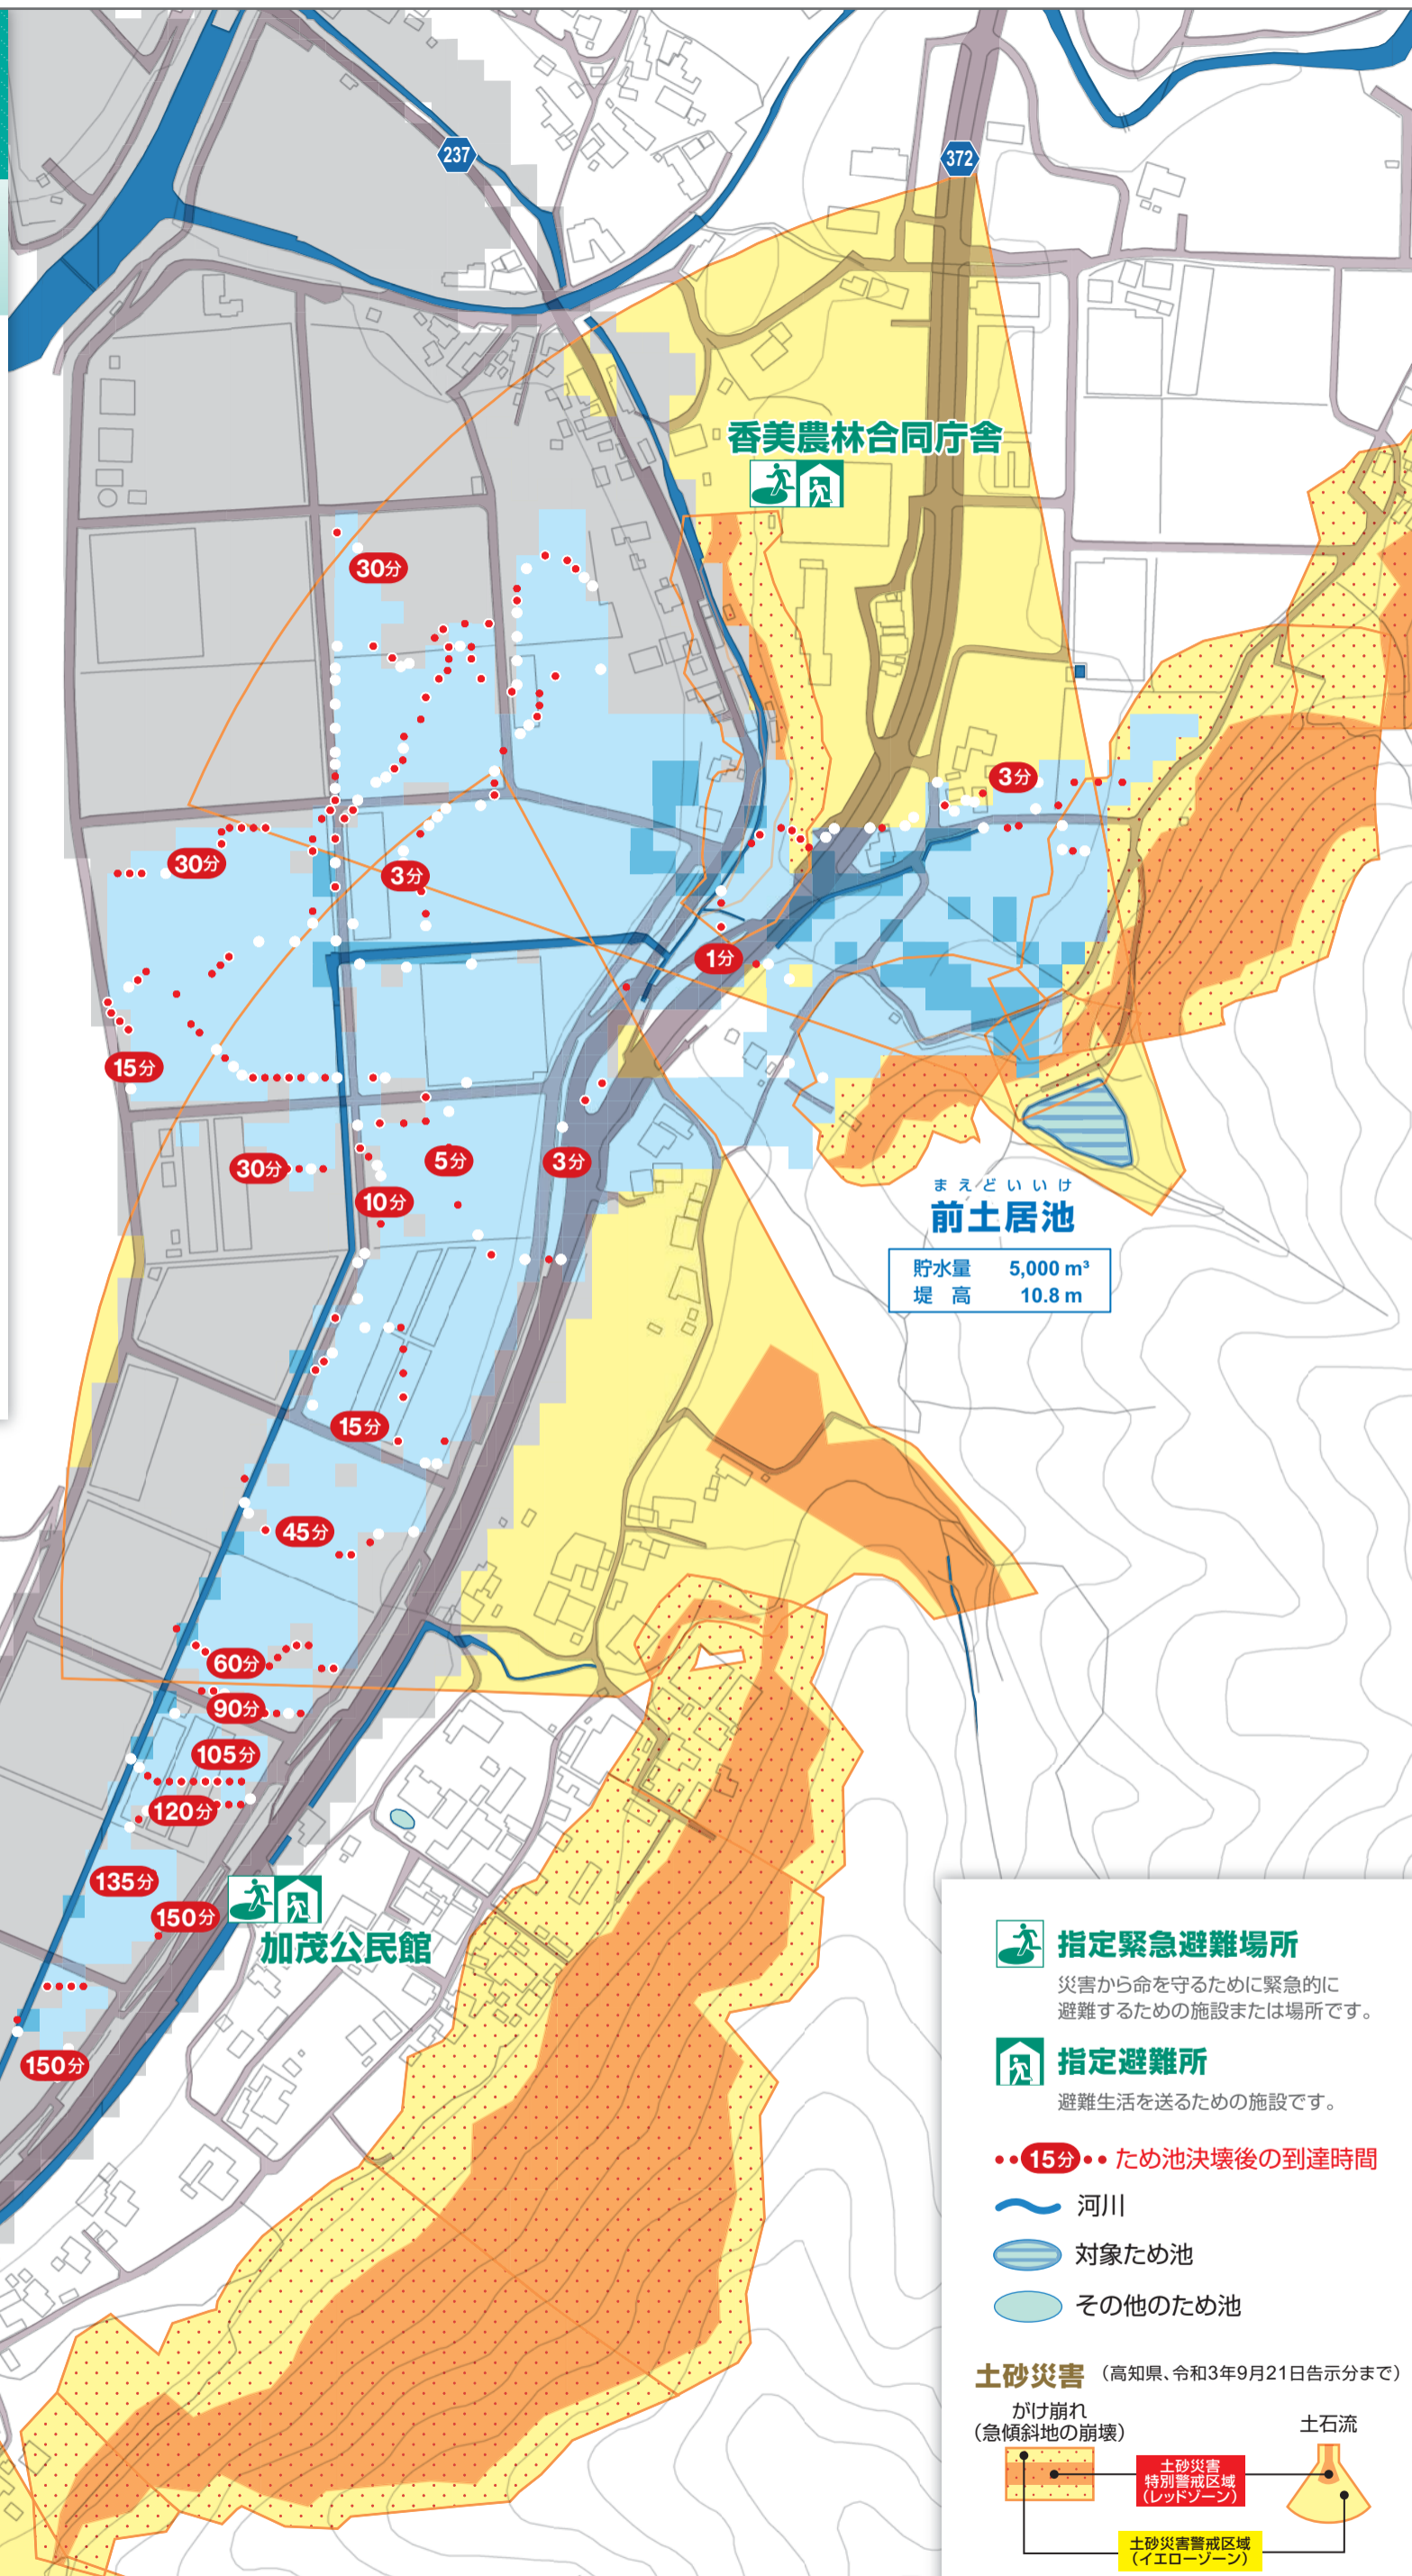 237
372
香美農林合同庁舎
30分
3分
30分
3分
1分
15分
30分
5分
3分
10分
まえどいいけ
前土居池
貯水量 5,000 m³
堤 高 10.8 m
15分
45分
60分
90分
105分
120分
135分
150分
加茂公民館
150分
指定緊急避難場所
災害から命を守るために緊急的に
避難するための施設または場所です。
指定避難所
避難生活を送るための施設です。
15分 ため池決壊後の到達時間
河川
対象ため池
その他のため池
土砂災害 (高知県、令和3年9月21日告示分まで)
がけ崩れ
(急傾斜地の崩壊)
土石流
土砂災害
特別警戒区域
(レッドゾーン)
土砂災害警戒区域
(イエローゾーン)